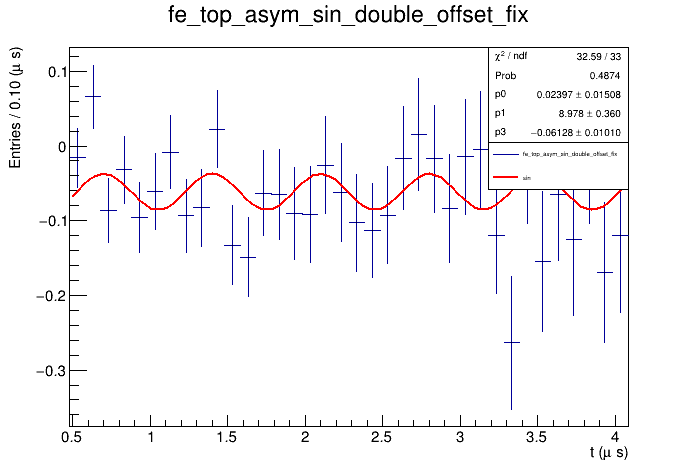 fe_top_asym_sin_double_offset_fix
Entries / 0.10 (μ s)
χ² / ndf 32.59 / 33
Prob 0.4874
p0 0.02397 ± 0.01508
p1 8.978 ± 0.360
p3 −0.06128 ± 0.01010
fe_top_asym_sin_double_offset_fix
sin
0.1
0
−0.1
−0.2
−0.3
0.5 1 1.5 2 2.5 3 3.5 4
t (μ s)